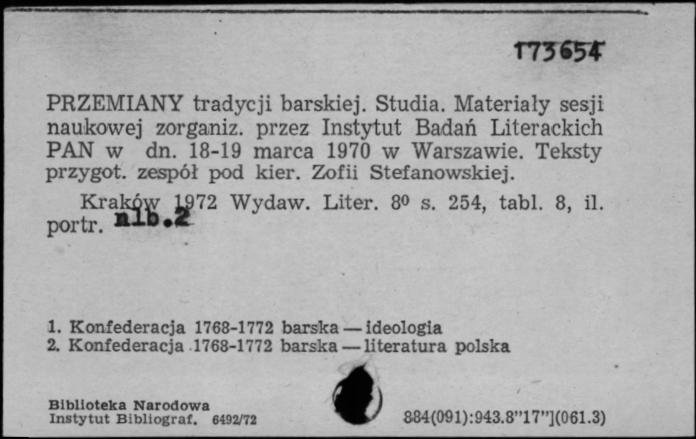 173654
PRZEMIANY tradycji barskiej. Studia. Materiały sesji
naukowej zorganiz. przez Instytut Badań Literackich
PAN w dn. 18-19 marca 1970 w Warszawie. Teksty
przygot. zespół pod kier. Zofii Stefanowskiej.
Kraków 1972 Wydaw. Liter. 8⁰ s. 254, tabl. 8, il.
portr. nlb.2
1. Konfederacja 1768-1772 barska — ideologia
2. Konfederacja 1768-1772 barska — literatura polska
Biblioteka Narodowa
Instytut Bibliograf. 6492/72
884(091):943.8"17"](061.3)